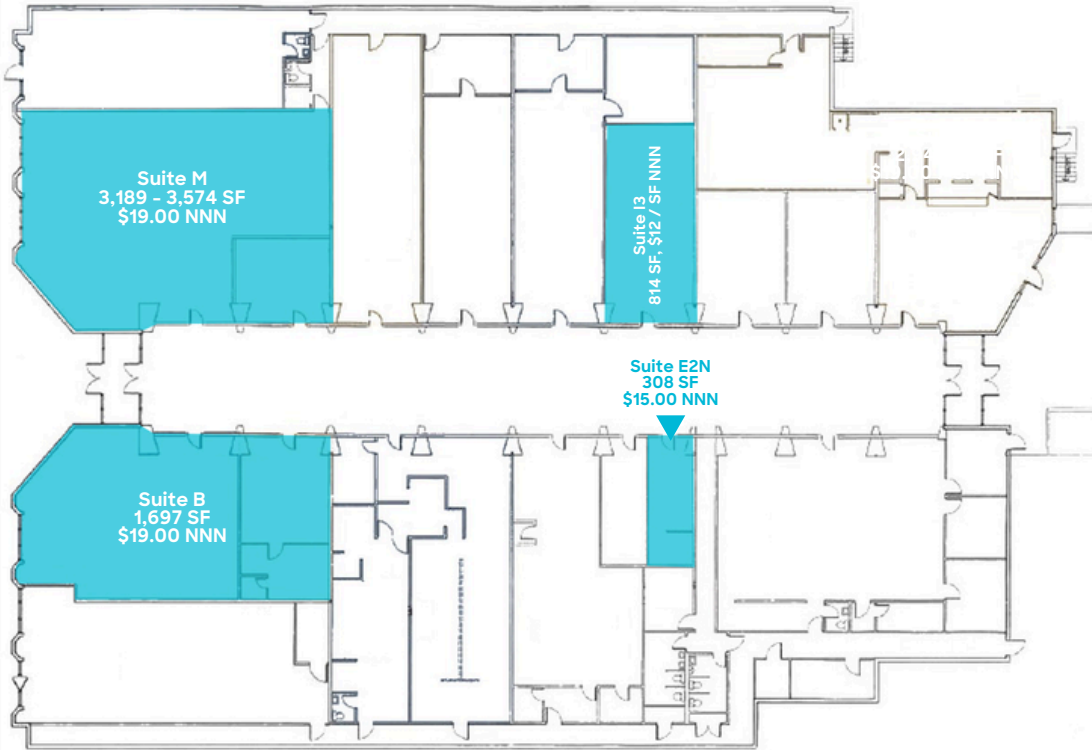 Suite M
3,189 - 3,574 SF
$19.00 NNN
Suite I3
814 SF, $12 / SF NNN
Suite E2N
308 SF
$15.00 NNN
Suite B
1,697 SF
$19.00 NNN